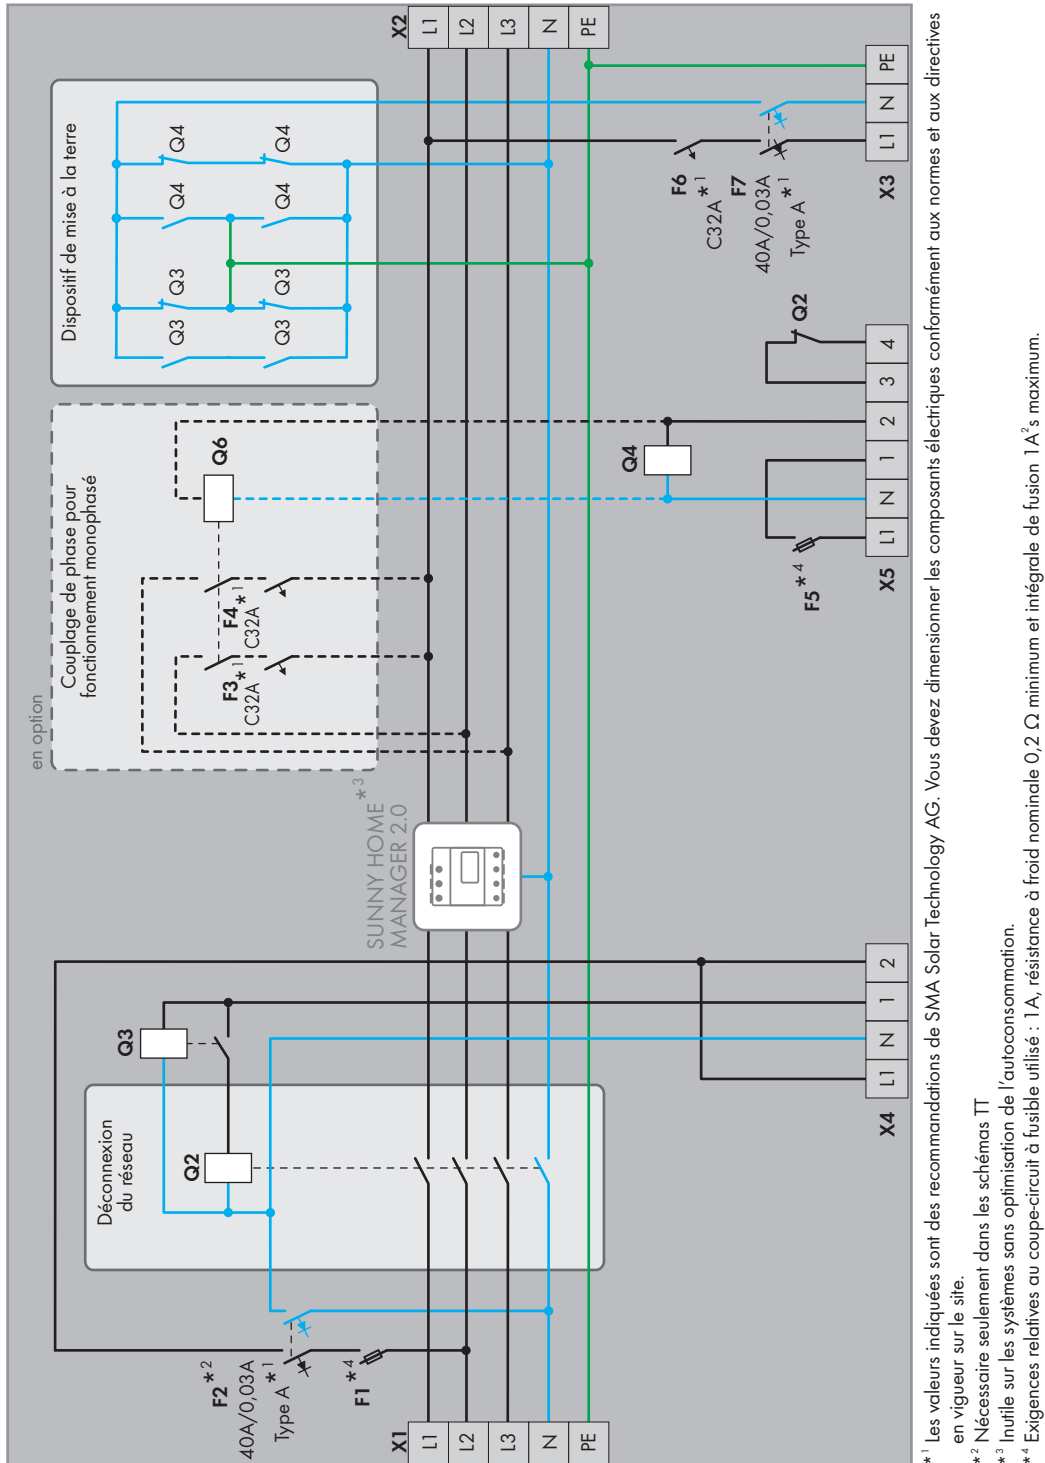 X1
L1
L2
L3
N
PE
F2 *2
40A/0,03A
Type A *1
F1 *4
Déconnexion
du réseau
Q2
Q3
X4
L1
N
1
2
SUNNY HOME
MANAGER 2.0 *3
en option
Couplage de phase pour
fonctionnement monophasé
F3 *1
C32A
F4 *1
C32A
Q6
Dispositif de mise à la terre
Q3
Q3
Q4
Q4
Q3
Q3
Q4
Q4
X5
L1
N
1
2
3
4
F5 *4
Q4
Q2
X2
L1
L2
L3
N
PE
F6
C32A *1
F7
40A/0,03A
Type A *1
X3
L1
N
PE
*1 Les valeurs indiquées sont des recommandations de SMA Solar Technology AG. Vous devez dimensionner les composants électriques conformément aux normes et aux directives
en vigueur sur le site.
*2 Nécessaire seulement dans les schémas TT
*3 Inutile sur les systèmes sans optimisation de l'autoconsommation.
*4 Exigences relatives au coupe-circuit à fusible utilisé : 1A, résistance à froid nominale 0,2 Ω minimum et intégrale de fusion 1A²s maximum.